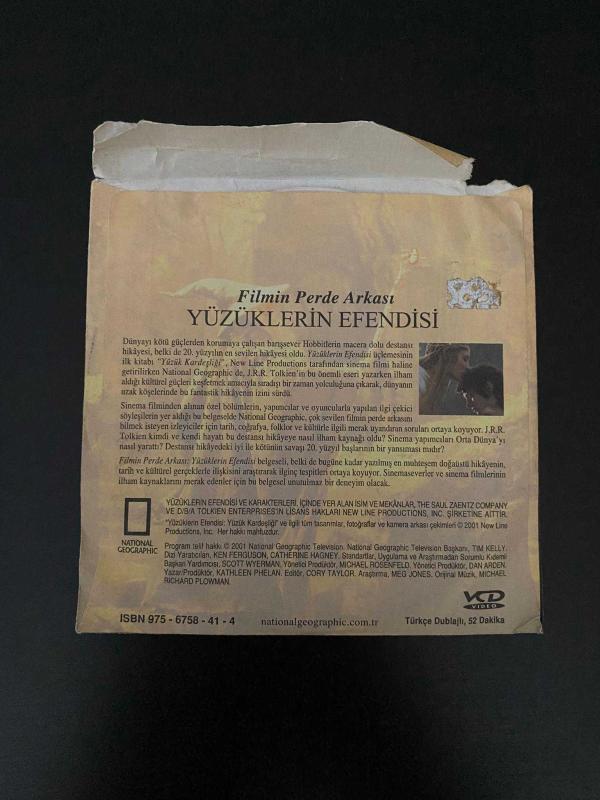 Filmin Perde Arkası
YÜZÜKLERİN EFENDİSİ
Dünyayı kötü güçlerden korumaya çalışan barışsever Hobbitlerin macera dolu destansı
hikâyesi, belki de 20. yüzyılın en sevilen hikâyesi oldu. Yüzüklerin Efendisi üçlemesinin
ilk kitabı "Yüzük Kardeşliği", New Line Productions tarafından sinema filmi haline
getirilirken National Geographic de, J.R.R. Tolkien'in bu önemli eseri yazarken ilham
aldığı kültürel güçleri keşfetmek amacıyla sıradışı bir zaman yolculuğuna çıkarak, dünyanın
uzak köşelerinde bu fantastik hikâyenin izini sürdü.
Sinema filminden alınan özel bölümlerin, yapımcılar ve oyuncularla yapılan ilgi çekici
söyleşilerin yer aldığı bu belgeselde National Geographic, çok sevilen filmin perde arkasını
bilmek isteyen izleyiciler için tarih, coğrafya, folklor ve kültürle ilgili merak uyandıran soruları ortaya koyuyor. J.R.R.
Tolkien kimdi ve kendi hayatı bu destansı hikâyeye nasıl ilham kaynağı oldu? Sinema yapımcıları Orta Dünya'yı
nasıl yarattı? Destansı hikâyedeki iyi ile kötünün savaşı 20. yüzyıl başlarının bir yansıması mıdır?
Filmin Perde Arkası: Yüzüklerin Efendisi belgeseli, belki de bugüne kadar yazılmış en muhteşem doğaüstü hikâyenin,
tarih ve kültürel gerçeklerle ilişkisini araştırarak ilginç tespitleri ortaya koyuyor. Sinemaseverler ve sinema filmlerinin
ilham kaynaklarını merak edenler için bu belgesel unutulmaz bir deneyim olacak.
YÜZÜKLERİN EFENDİSİ VE KARAKTERLERİ, İÇİNDE YER ALAN İSİM VE MEKÂNLAR, THE SAUL ZAENTZ COMPANY
VE D/B/A TOLKIEN ENTERPRISES'IN LİSANS HAKLARI NEW LINE PRODUCTIONS, INC. ŞİRKETİNE AİTTİR.
"Yüzüklerin Efendisi: Yüzük Kardeşliği" ve ilgili tüm tasarımlar, fotoğraflar ve kamera arkası çekimleri © 2001 New Line
Productions, Inc. Her hakkı mahfuzdur.
NATIONAL
GEOGRAPHIC
Program telif hakkı © 2001 National Geographic Television. National Geographic Television Başkanı, TIM KELLY.
Dizi Yaratıcıları, KEN FERGUSON, CATHERINE HAGNEY. Standartlar, Uygulama ve Araştırmadan Sorumlu Kıdemli
Başkan Yardımcısı, SCOTT WYERMAN, Yönetici Prodüktör, MICHAEL ROSENFELD. Yönetici Prodüktör, DAN ARDEN.
Yazar/Prodüktör, KATHLEEN PHELAN. Editör, CORY TAYLOR. Araştırma, MEG JONES. Orijinal Müzik, MICHAEL
RICHARD PLOWMAN.
VCD
VIDEO
ISBN 975 - 6758 - 41 - 4
nationalgeographic.com.tr
Türkçe Dublajlı, 52 Dakika